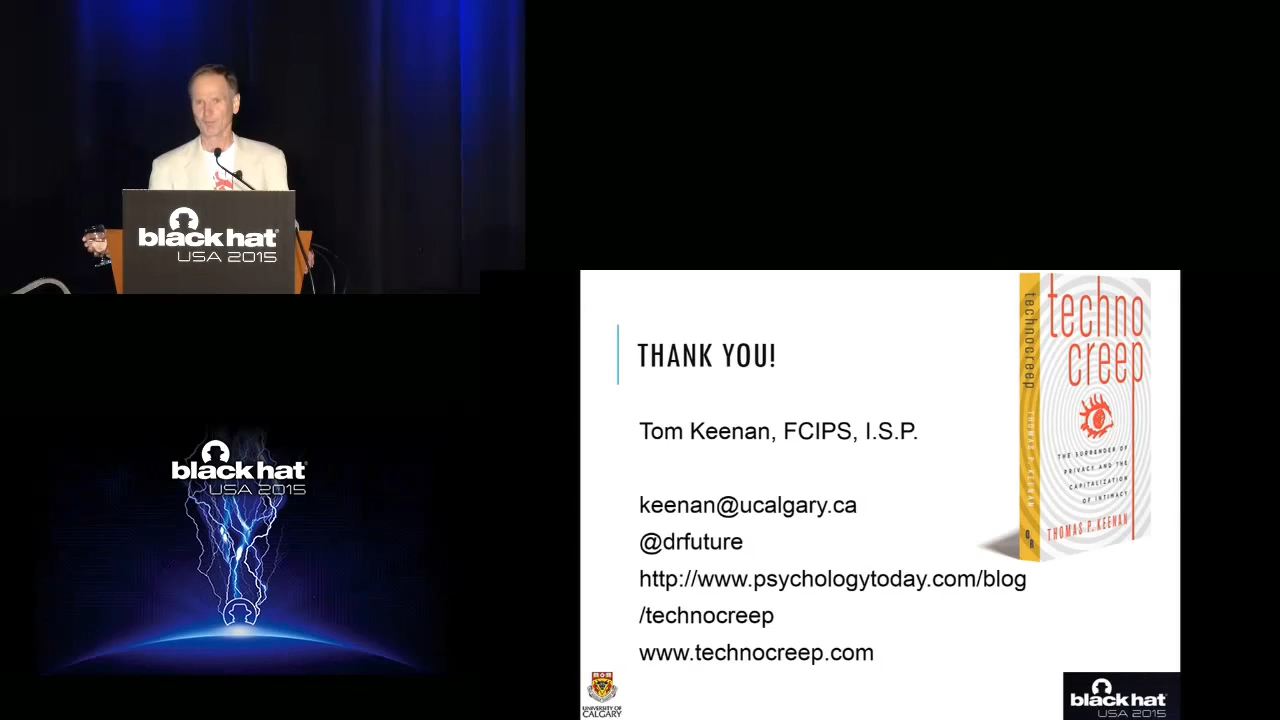 black hat
USA 2015
black hat
USA 2015
THANK YOU!
Tom Keenan, FCIPS, I.S.P.
keenan@ucalgary.ca
@drfuture
http://www.psychologytoday.com/blog
/technocreep
www.technocreep.com
technocreep
THOMAS P. KEENAN
OR
techno
creep
THE SURRENDER OF
PRIVACY AND THE
CAPITALIZATION
OF INTIMACY
THOMAS P. KEENAN
UNIVERSITY OF
CALGARY
black hat
USA 2015